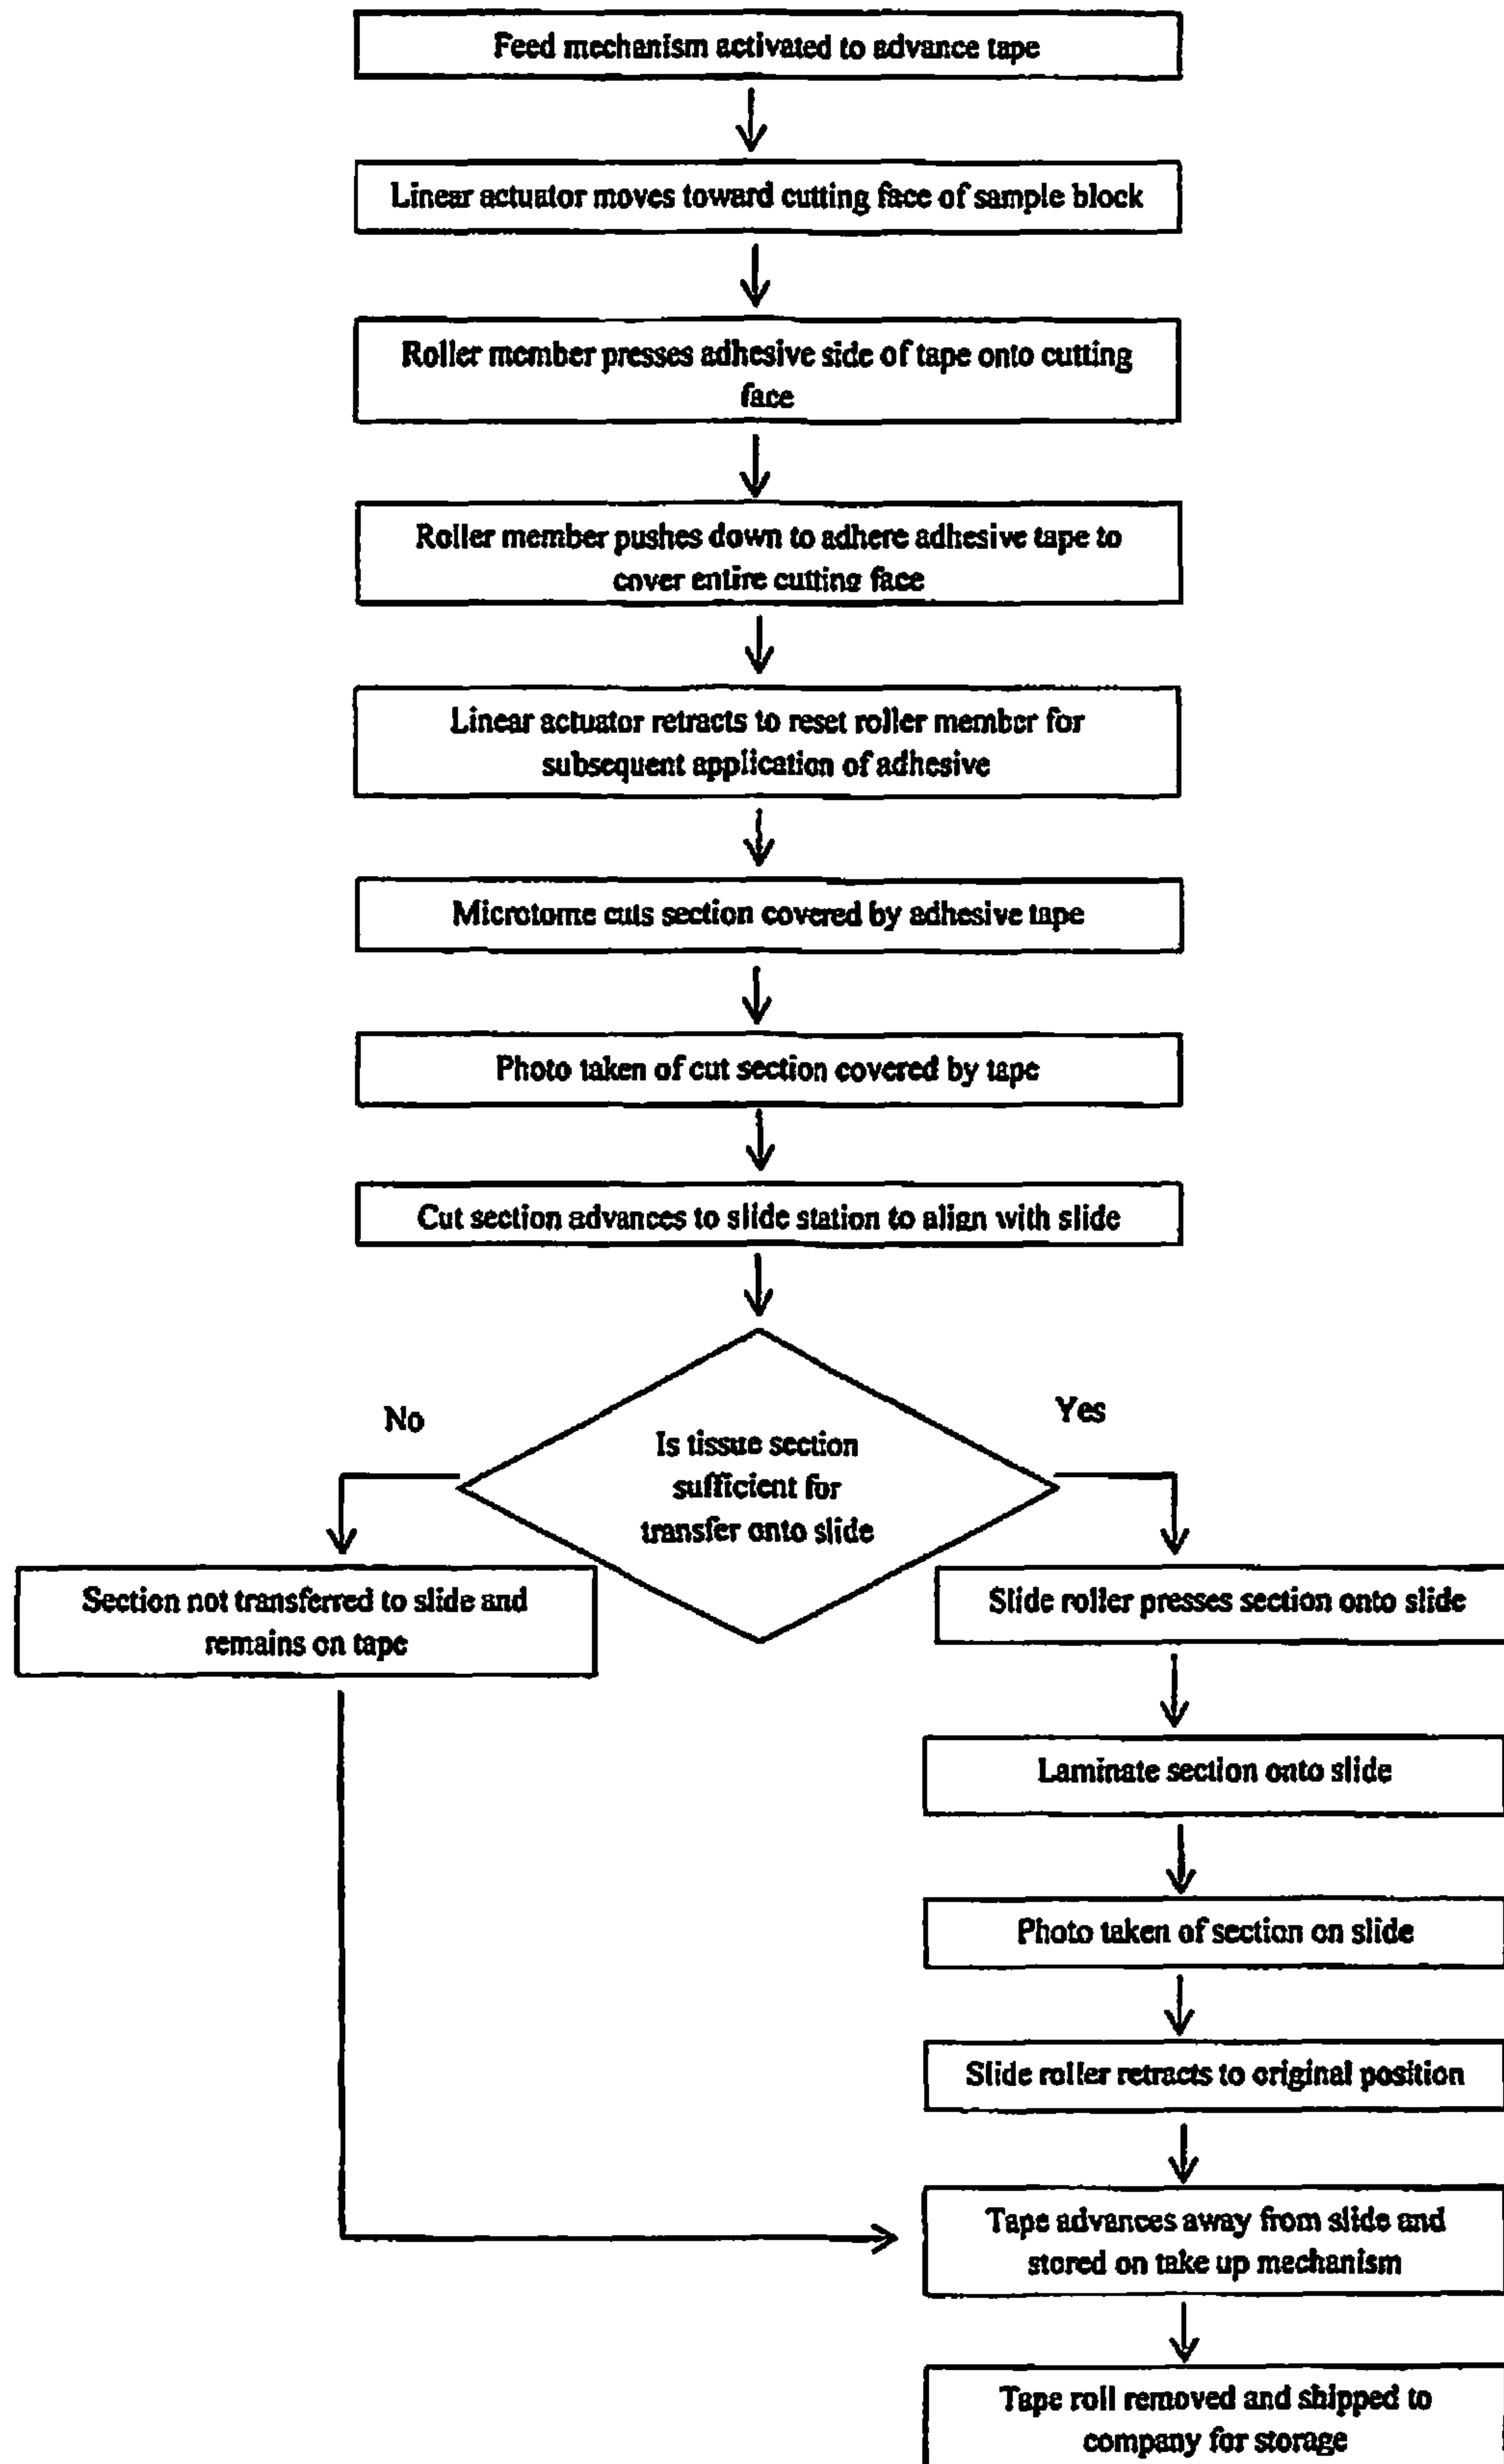 Feed mechanism activated to advance tape
Linear actuator moves toward cutting face of sample block
Roller member presses adhesive side of tape onto cutting
face
Roller member pushes down to adhere adhesive tape to
cover entire cutting face
Linear actuator retracts to reset roller member for
subsequent application of adhesive
Microtome cuts section covered by adhesive tape
Photo taken of cut section covered by tape
Cut section advances to slide station to align with slide
No
Yes
Is tissue section
sufficient for
transfer onto slide
Section not transferred to slide and
remains on tape
Slide roller presses section onto slide
Laminate section onto slide
Photo taken of section on slide
Slide roller retracts to original position
Tape advances away from slide and
stored on take up mechanism
Tape roll removed and shipped to
company for storage